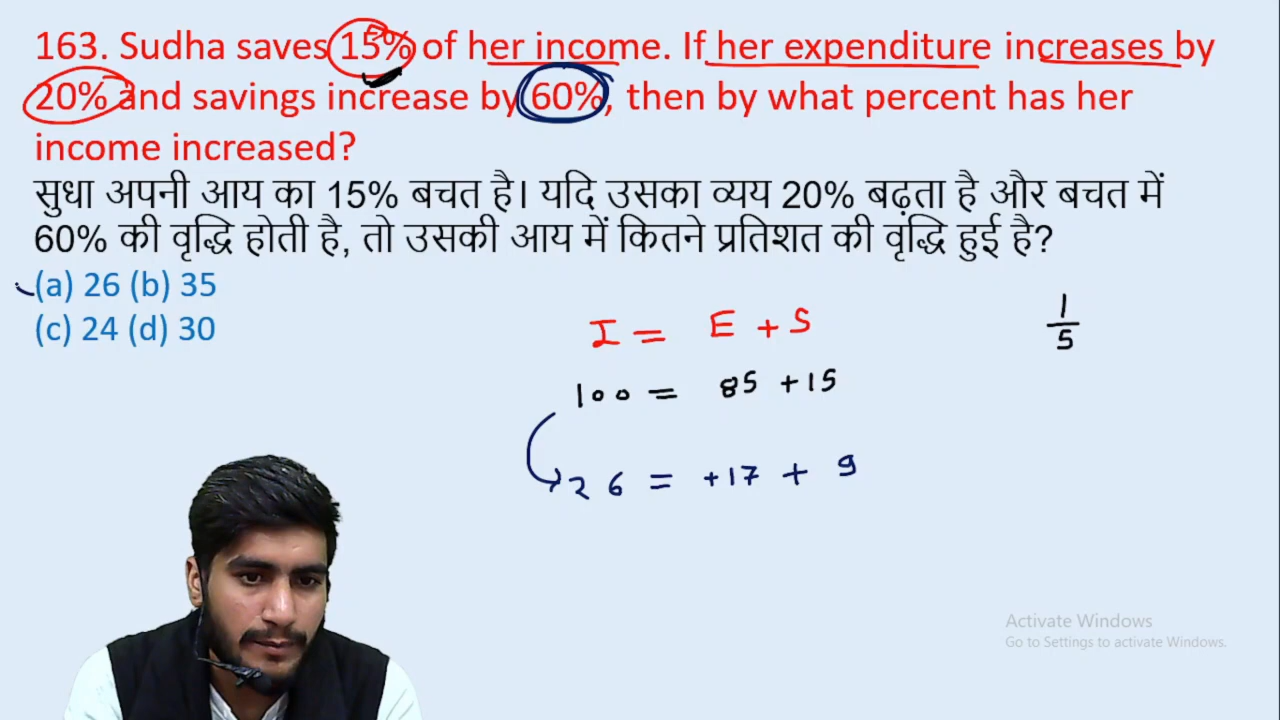 163. Sudha saves 15% of her income. If her expenditure increases by
20% and savings increase by 60%, then by what percent has her
income increased?
सुधा अपनी आय का 15% बचत है। यदि उसका व्यय 20% बढ़ता है और बचत में
60% की वृद्धि होती है, तो उसकी आय में कितने प्रतिशत की वृद्धि हुई है?
(a) 26 (b) 35
(c) 24 (d) 30
I = E + S
1/5
100 = 85 + 15
26 = +17 + 9
Activate Windows
Go to Settings to activate Windows.